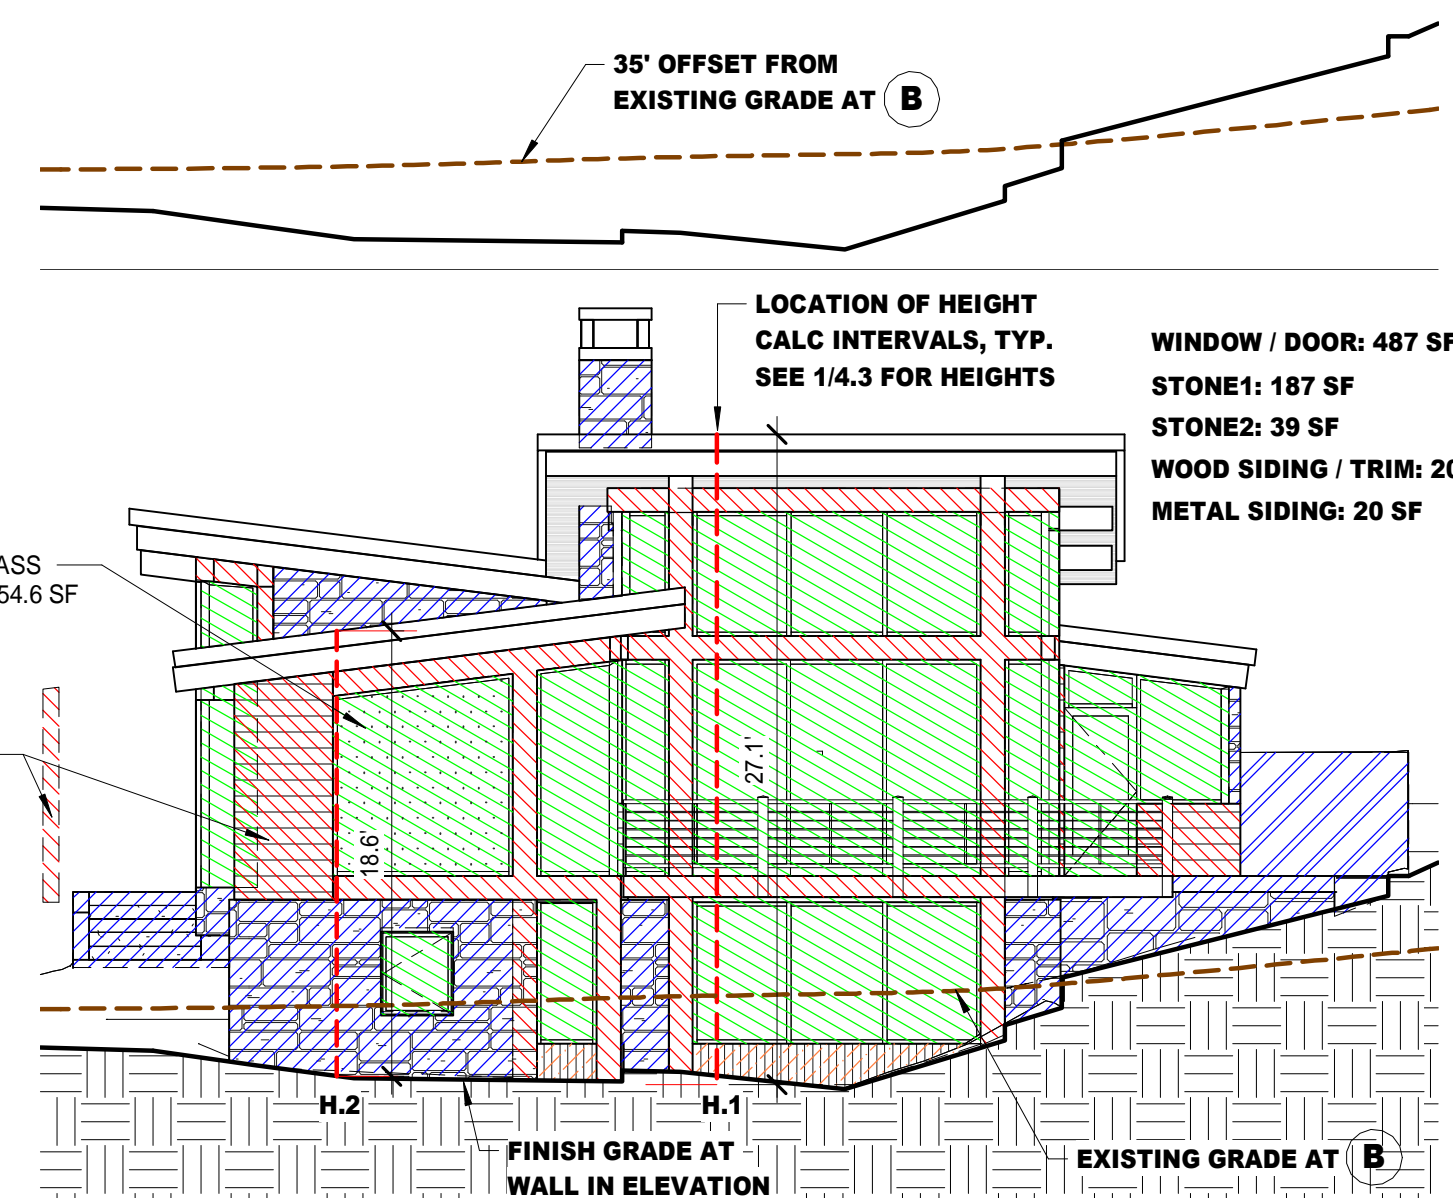 35' OFFSET FROM
EXISTING GRADE AT B
LOCATION OF HEIGHT
CALC INTERVALS, TYP.
SEE 1/4.3 FOR HEIGHTS
WINDOW / DOOR: 487 SF
STONE1: 187 SF
STONE2: 39 SF
WOOD SIDING / TRIM: 20
METAL SIDING: 20 SF
ASS
54.6 SF
27.1'
18.6'
H.2
H.1
FINISH GRADE AT
WALL IN ELEVATION
EXISTING GRADE AT B